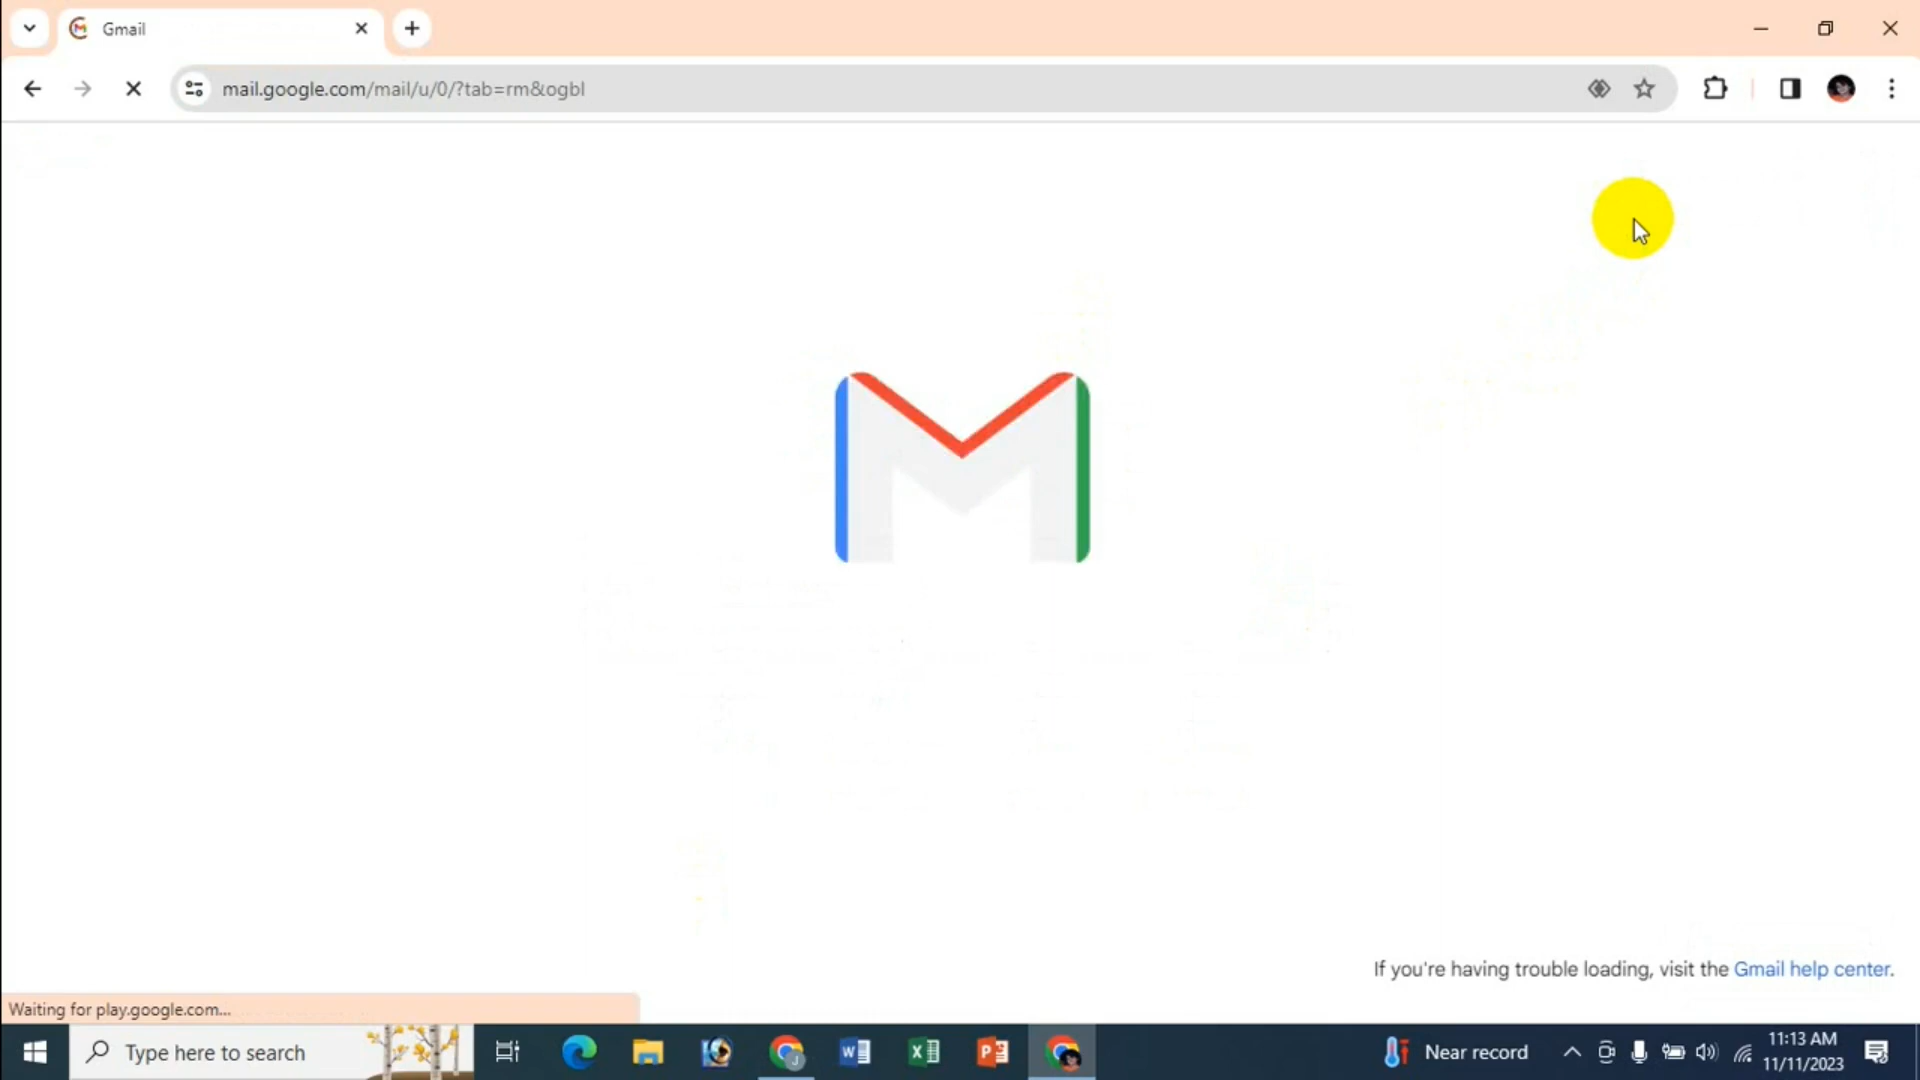 Gmail
mail.google.com/mail/u/0/?tab=rm&ogbl
If you're having trouble loading, visit the Gmail help center.
Waiting for play.google.com...
Type here to search
Near record
11:13 AM
11/11/2023